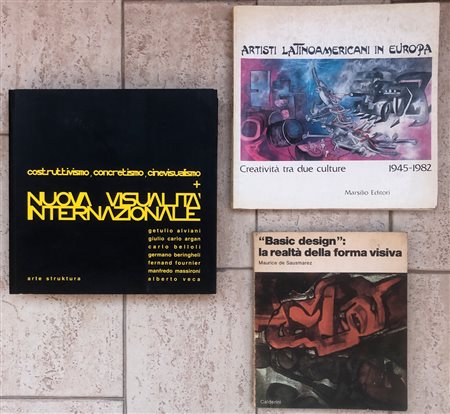 costruttivismo, concretismo, cinevisualismo
+
NUOVA VISUALITA'
INTERNAZIONALE
getulio alviani
giulio carlo argan
carlo belloli
germano beringheli
fernand fournier
manfredo massironi
alberto veca
arte struktura
ARTISTI LATINOAMERICANI IN EUROPA
Creatività tra due culture 1945-1982
Marsilio Editori
"Basic design":
la realtà della forma visiva
Maurice de Sausmarez
Calderini